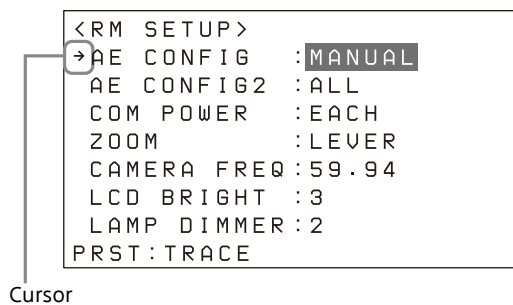 <RM SETUP>
→AE CONFIG :MANUAL
AE CONFIG2 :ALL
COM POWER :EACH
ZOOM :LEVER
CAMERA FREQ:59.94
LCD BRIGHT :3
LAMP DIMMER:2
PRST:TRACE
Cursor